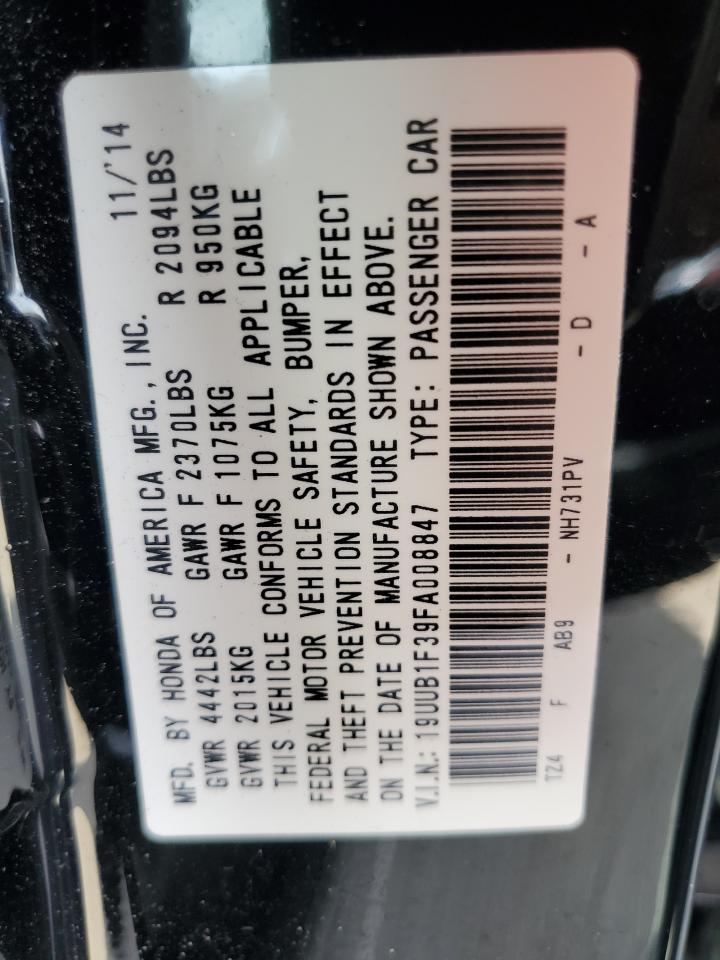 MFD. BY HONDA OF AMERICA MFG., INC. 11/'14
GVWR 4442LBS GAWR F 2370LBS R 2094LBS
GVWR 2015KG GAWR F 1075KG R 950KG
THIS VEHICLE CONFORMS TO ALL APPLICABLE
FEDERAL MOTOR VEHICLE SAFETY, BUMPER,
AND THEFT PREVENTION STANDARDS IN EFFECT
ON THE DATE OF MANUFACTURE SHOWN ABOVE.
V.I.N.: 19UUB1F39FA008847 TYPE: PASSENGER CAR
TZ4 F AB9 - NH731PV - D - A